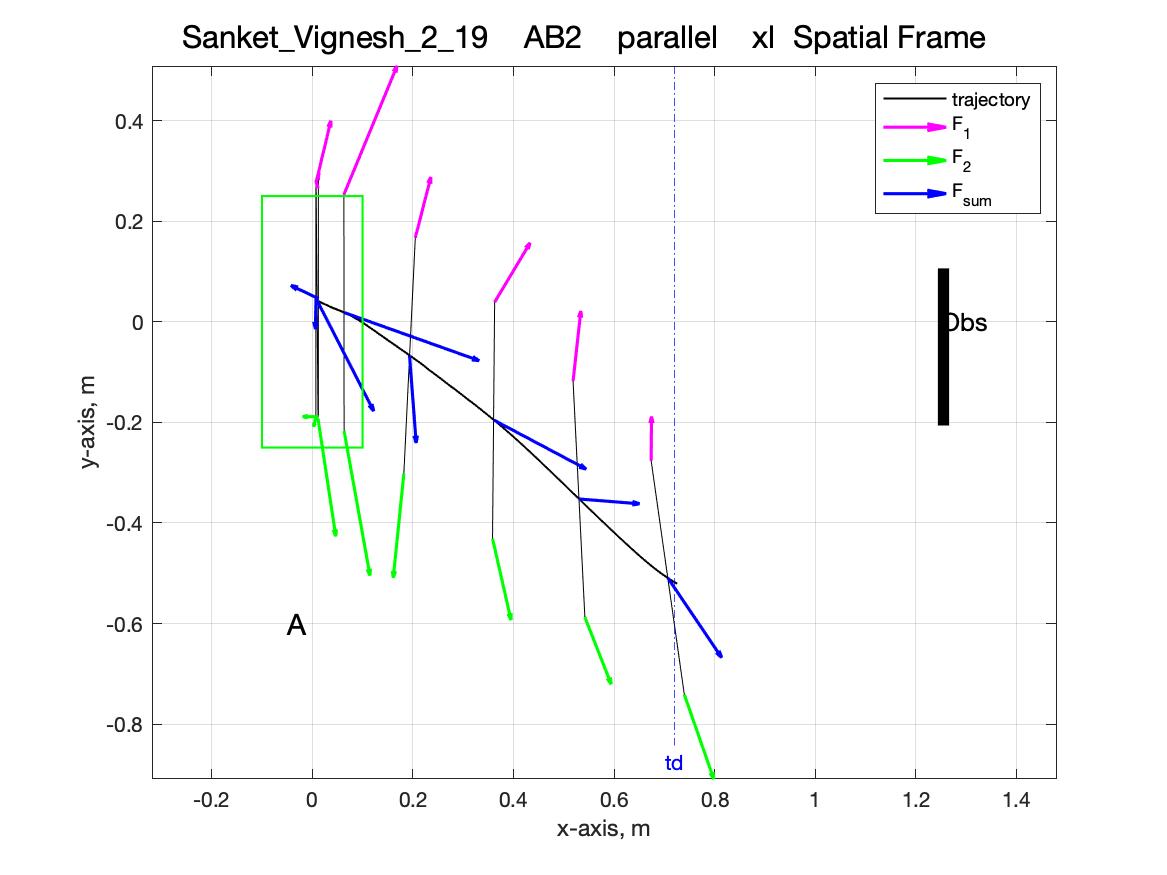 Sanket_Vignesh_2_19 AB2 parallel xl Spatial Frame
trajectory
F1
F2
Fsum
0.4
0.2
0
-0.2
-0.4
-0.6
-0.8
y-axis, m
Obs
A
td
-0.2 0 0.2 0.4 0.6 0.8 1 1.2 1.4
x-axis, m